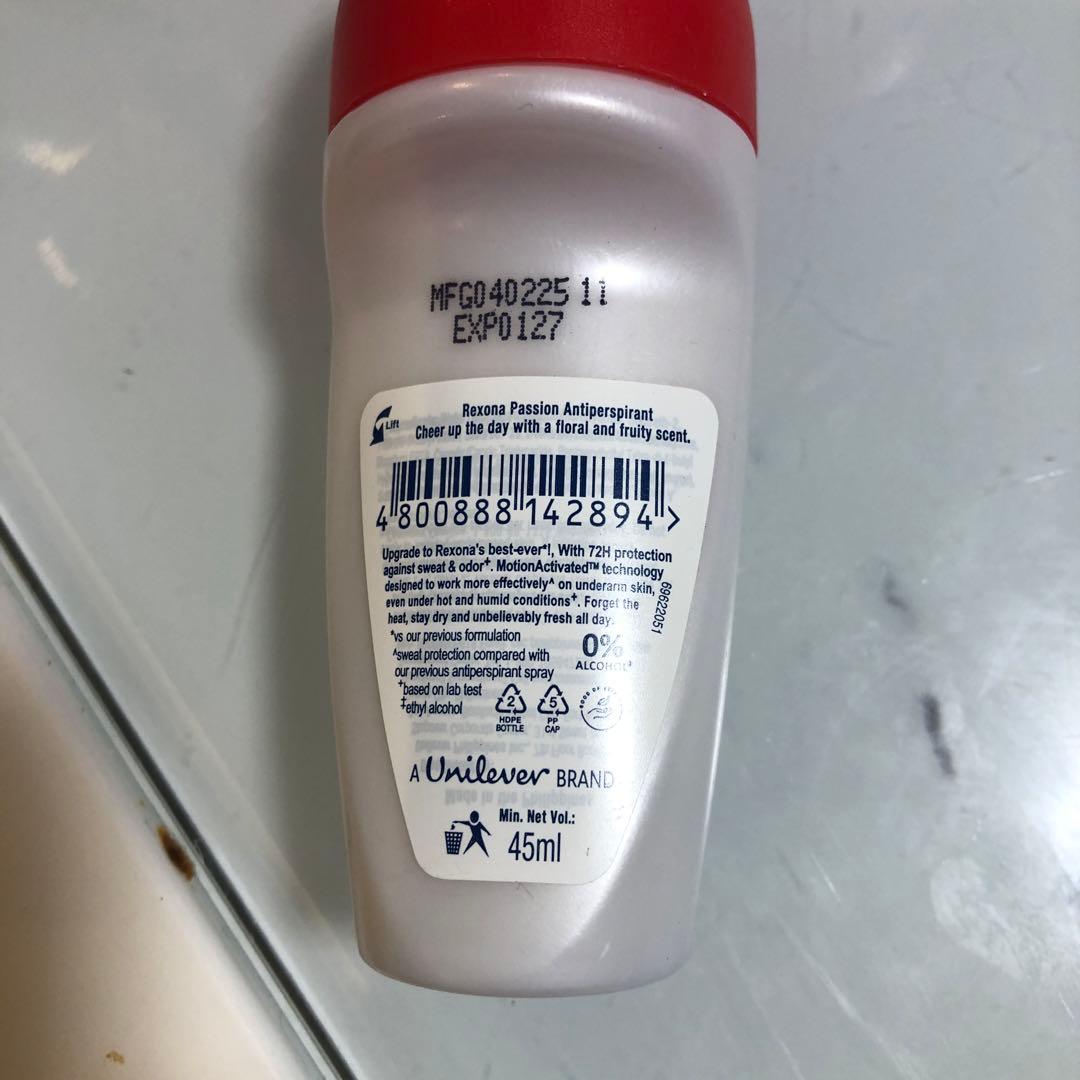 MFG040225 11
EXP0127
Lift
Rexona Passion Antiperspirant
Cheer up the day with a floral and fruity scent.
4 800888 142894 >
Upgrade to Rexona's best-ever*!, With 72H protection
against sweat & odor⁺. MotionActivated™ technology
designed to work more effectively^ on underarm skin,
even under hot and humid conditions⁺. Forget the
heat, stay dry and unbelievably fresh all day.
69622051
*vs our previous formulation
^sweat protection compared with
our previous antiperspirant spray
⁺based on lab test
‡ethyl alcohol
0%
ALCOHOL‡
2
HDPE
BOTTLE
5
PP
CAP
A Unilever BRAND
Min. Net Vol.:
45ml